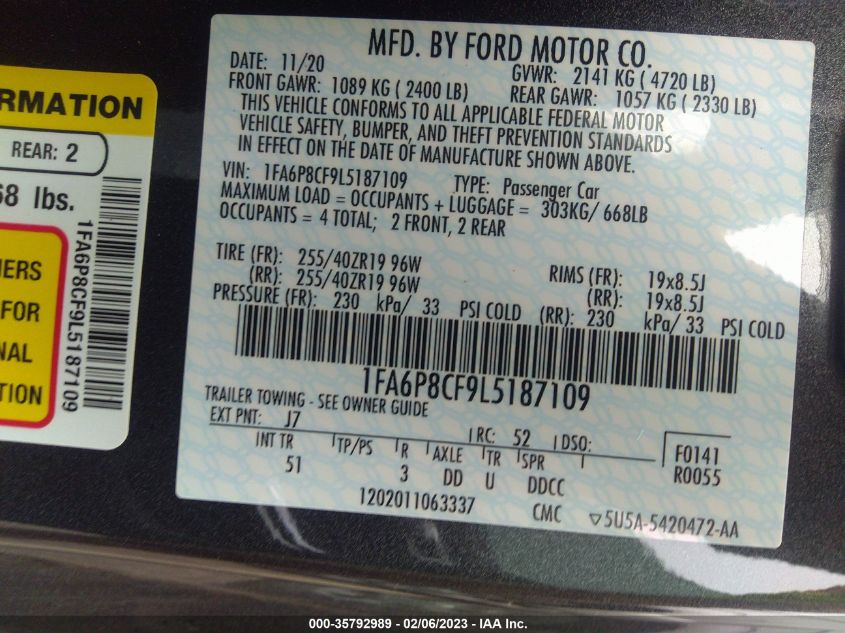 RMATION
REAR: 2
68 lbs.
IERS
FOR
NAL
TION
1FA6P8CF9L5187109
MFD. BY FORD MOTOR CO.
DATE: 11/20 GVWR: 2141 KG ( 4720 LB)
FRONT GAWR: 1089 KG ( 2400 LB) REAR GAWR: 1057 KG ( 2330 LB)
THIS VEHICLE CONFORMS TO ALL APPLICABLE FEDERAL MOTOR
VEHICLE SAFETY, BUMPER, AND THEFT PREVENTION STANDARDS
IN EFFECT ON THE DATE OF MANUFACTURE SHOWN ABOVE.
VIN: 1FA6P8CF9L5187109 TYPE: Passenger Car
MAXIMUM LOAD = OCCUPANTS + LUGGAGE = 303KG/ 668LB
OCCUPANTS = 4 TOTAL; 2 FRONT, 2 REAR
TIRE (FR): 255/40ZR19 96W RIMS (FR): 19x8.5J
(RR): 255/40ZR19 96W (RR): 19x8.5J
PRESSURE (FR): 230 kPa/ 33 PSI COLD (RR): 230 kPa/ 33 PSI COLD
1FA6P8CF9L5187109
TRAILER TOWING - SEE OWNER GUIDE
EXT PNT: J7 RC: 52 DSO:
INT TR TP/PS R AXLE TR SPR F0141
51 3 DD U DDCC R0055
1202011063337 CMC 5U5A-5420472-AA
000-35792989 - 02/06/2023 - IAA Inc.